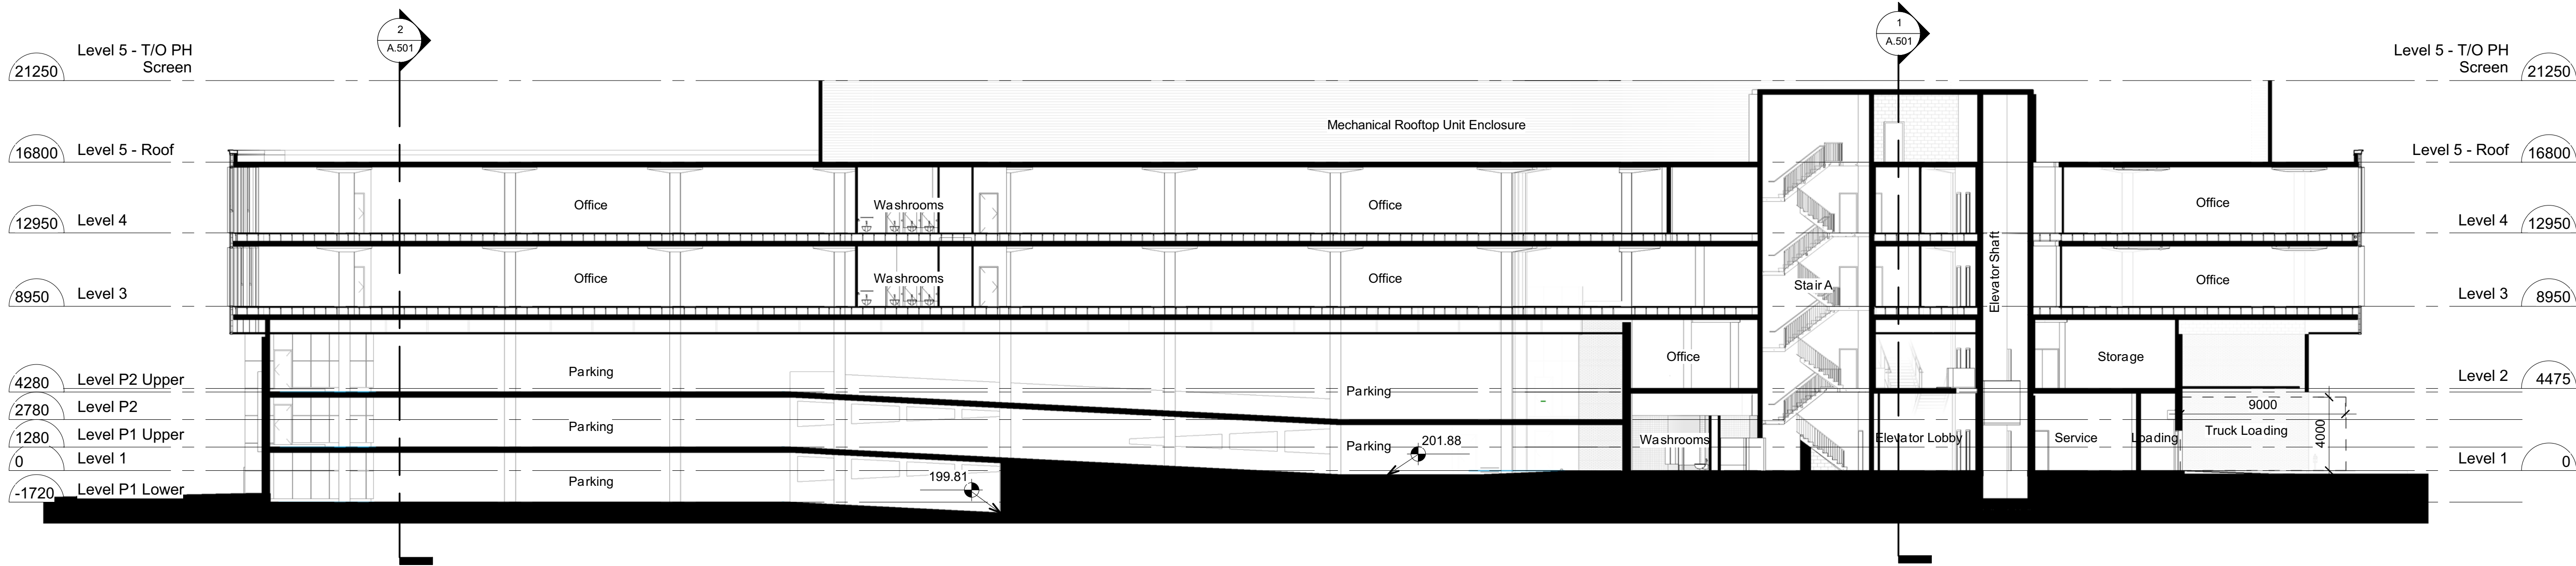 2
A.501
1
A.501
Level 5 - T/O PH
Screen
21250
Level 5 - T/O PH
Screen
21250
Mechanical Rooftop Unit Enclosure
16800
Level 5 - Roof
Level 5 - Roof
16800
Office
Washrooms
Office
Office
12950
Level 4
Level 4
12950
Office
Washrooms
Office
Stair A
Elevator Shaft
Office
8950
Level 3
Level 3
8950
Parking
Parking
Office
Storage
4280
Level P2 Upper
Level 2
4475
2780
Level P2
9000
4000
Parking
Parking
201.88
Washrooms
Elevator Lobby
Service
Loading
Truck Loading
1280
Level P1 Upper
0
Level 1
Level 1
0
Parking
199.81
-1720
Level P1 Lower